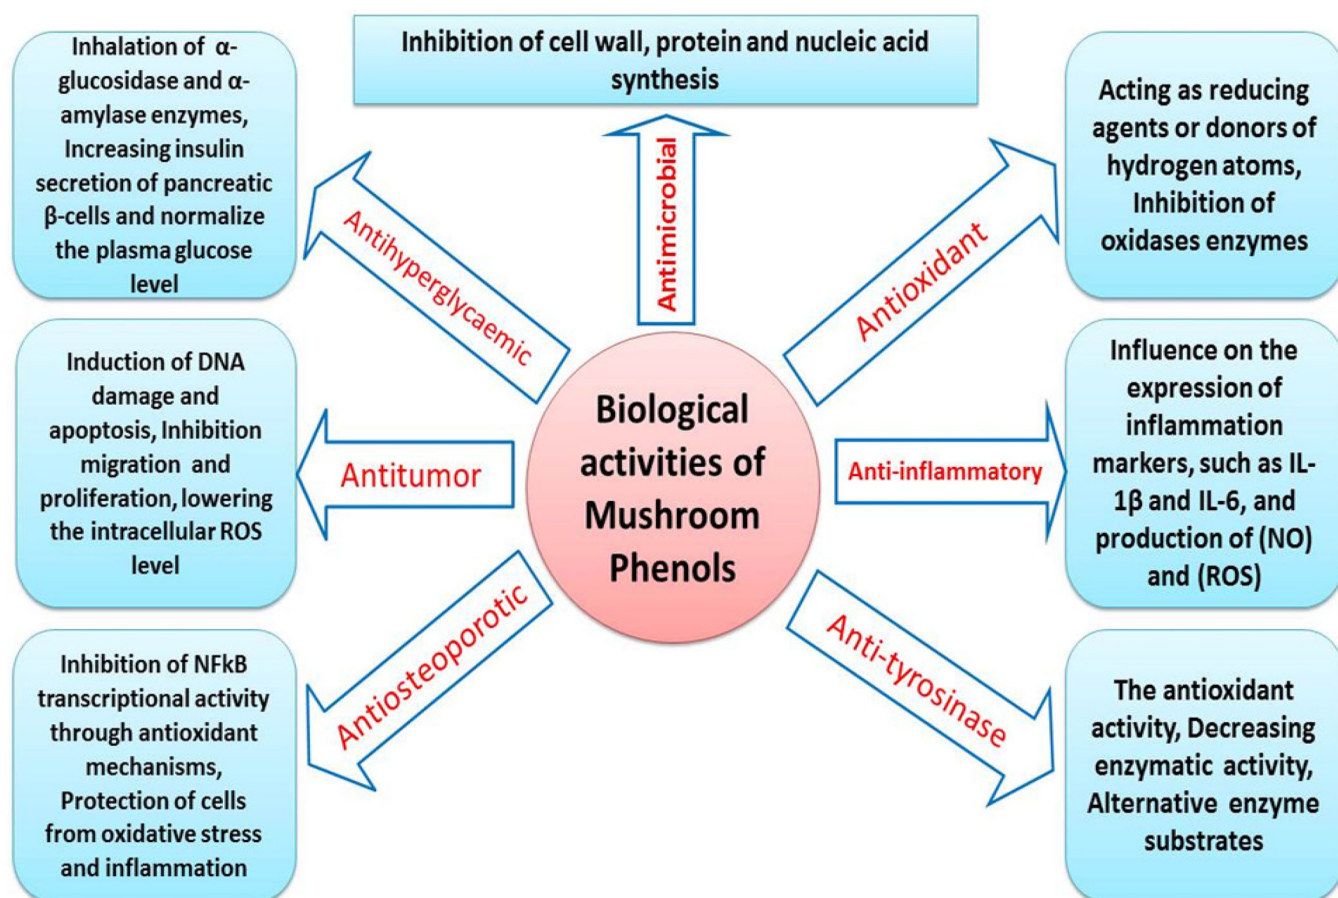 Inhalation of α-
glucosidase and α-
amylase enzymes,
Increasing insulin
secretion of pancreatic
β-cells and normalize
the plasma glucose
level
Inhibition of cell wall, protein and nucleic acid
synthesis
Acting as reducing
agents or donors of
hydrogen atoms,
Inhibition of
oxidases enzymes
Antihyperglycaemic
Antimicrobial
Antioxidant
Induction of DNA
damage and
apoptosis, Inhibition
migration and
proliferation, lowering
the intracellular ROS
level
Antitumor
Biological
activities of
Mushroom
Phenols
Anti-inflammatory
Influence on the
expression of
inflammation
markers, such as IL-
1β and IL-6, and
production of (NO)
and (ROS)
Antiosteoporotic
Anti-tyrosinase
Inhibition of NFkB
transcriptional activity
through antioxidant
mechanisms,
Protection of cells
from oxidative stress
and inflammation
The antioxidant
activity, Decreasing
enzymatic activity,
Alternative enzyme
substrates